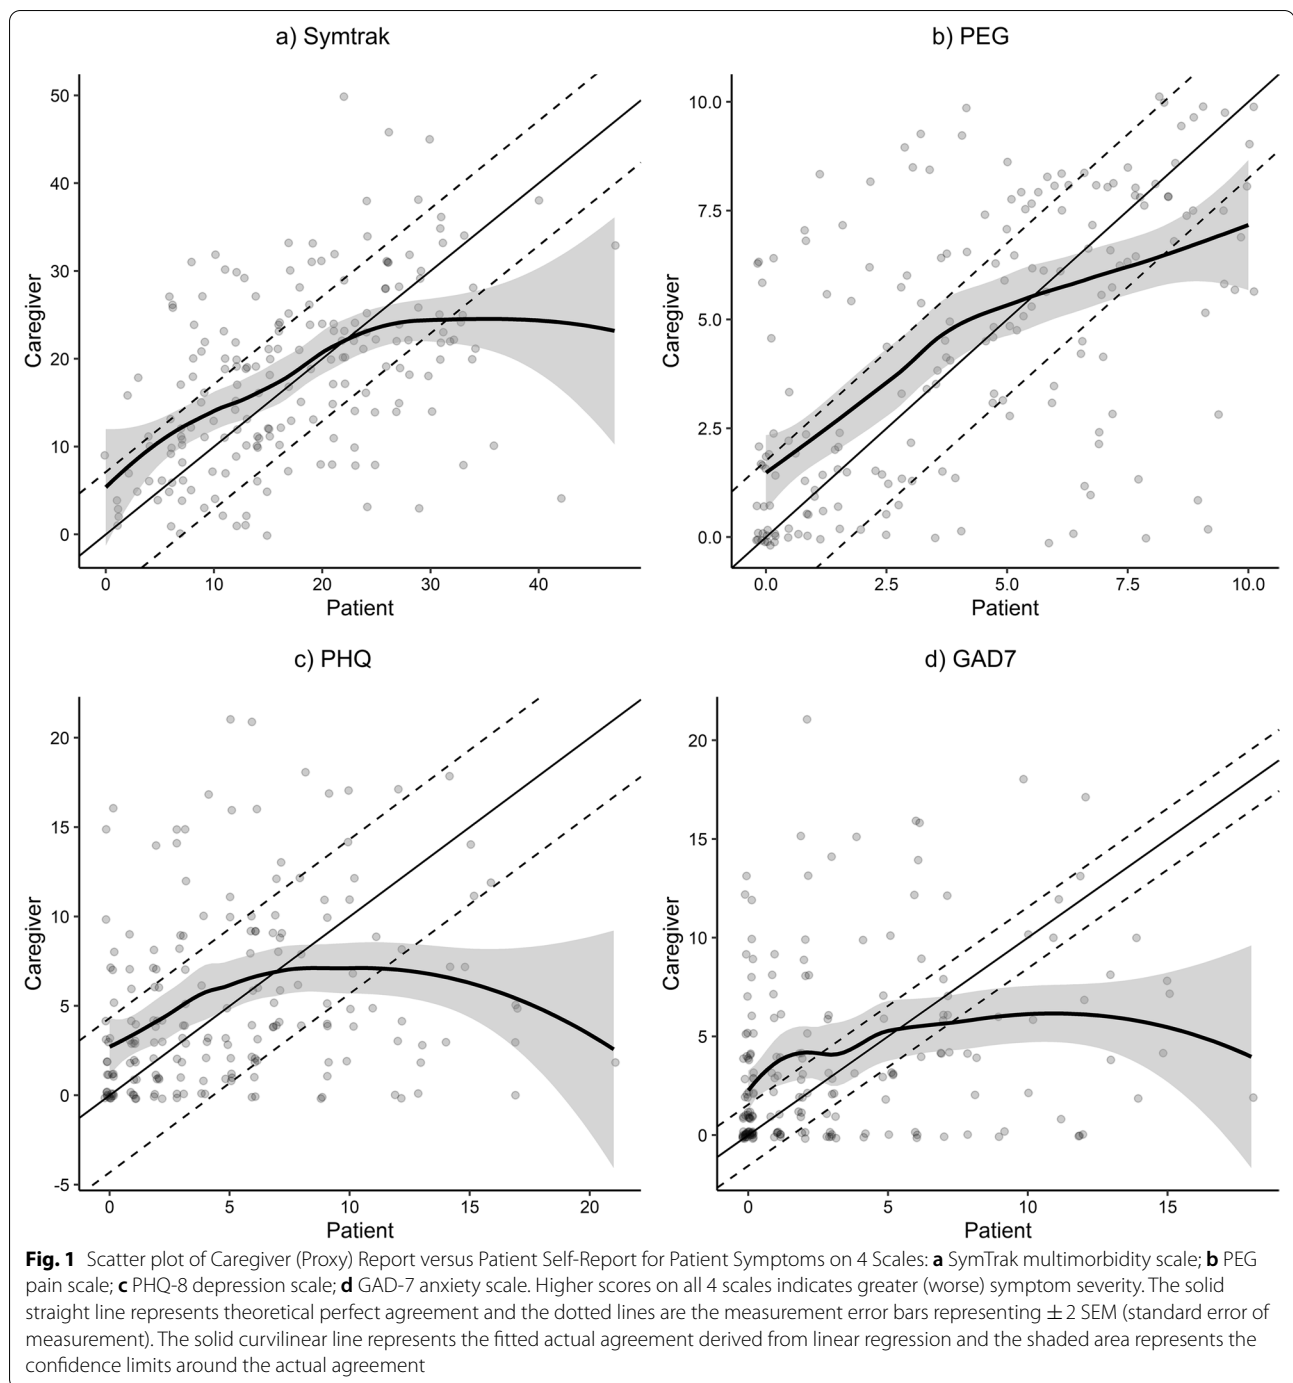 a) Symtrak
b) PEG
50
40
30
20
10
0
Caregiver
0
10
20
30
40
Patient
10.0
7.5
5.0
2.5
0.0
Caregiver
0.0
2.5
5.0
7.5
10.0
Patient
c) PHQ
d) GAD7
20
15
10
5
0
-5
Caregiver
0
5
10
15
20
Patient
20
15
10
5
0
Caregiver
0
5
10
15
Patient
Fig. 1 Scatter plot of Caregiver (Proxy) Report versus Patient Self-Report for Patient Symptoms on 4 Scales: a SymTrak multimorbidity scale; b PEG
pain scale; c PHQ-8 depression scale; d GAD-7 anxiety scale. Higher scores on all 4 scales indicates greater (worse) symptom severity. The solid
straight line represents theoretical perfect agreement and the dotted lines are the measurement error bars representing ±2 SEM (standard error of
measurement). The solid curvilinear line represents the fitted actual agreement derived from linear regression and the shaded area represents the
confidence limits around the actual agreement